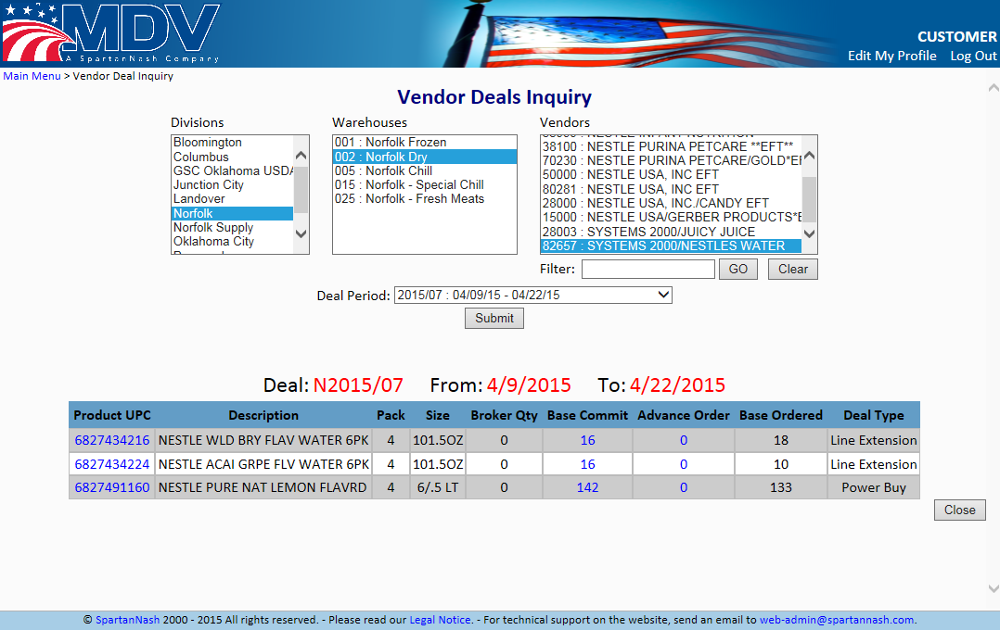 MDV
A SpartanNash Company
CUSTOMER
Edit My Profile Log Out
Main Menu > Vendor Deal Inquiry
Vendor Deals Inquiry
Divisions Warehouses Vendors
Bloomington
Columbus
GSC Oklahoma USDA
Junction City
Landover
Norfolk
Norfolk Supply
Oklahoma City
001 : Norfolk Frozen
002 : Norfolk Dry
005 : Norfolk Chill
015 : Norfolk - Special Chill
025 : Norfolk - Fresh Meats
38100 : NESTLE PURINA PETCARE **EFT**
70230 : NESTLE PURINA PETCARE/GOLD*EF
50000 : NESTLE USA, INC EFT
80281 : NESTLE USA, INC EFT
28000 : NESTLE USA, INC./CANDY EFT
15000 : NESTLE USA/GERBER PRODUCTS*E
28003 : SYSTEMS 2000/JUICY JUICE
82657 : SYSTEMS 2000/NESTLES WATER
Filter: GO Clear
Deal Period: 2015/07 : 04/09/15 - 04/22/15
Submit
Deal: N2015/07 From: 4/9/2015 To: 4/22/2015
Product UPC Description Pack Size Broker Qty Base Commit Advance Order Base Ordered Deal Type
6827434216 NESTLE WLD BRY FLAV WATER 6PK 4 101.5OZ 0 16 0 18 Line Extension
6827434224 NESTLE ACAI GRPE FLV WATER 6PK 4 101.5OZ 0 16 0 10 Line Extension
6827491160 NESTLE PURE NAT LEMON FLAVRD 4 6/.5 LT 0 142 0 133 Power Buy
Close
© SpartanNash 2000 - 2015 All rights reserved. - Please read our Legal Notice. - For technical support on the website, send an email to web-admin@spartannash.com.